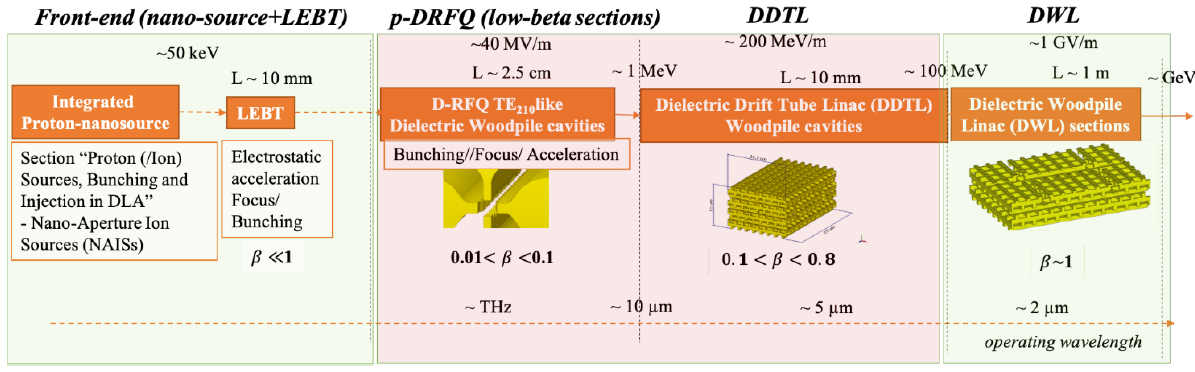 Front-end (nano-source+LEBT)
p-DRFQ (low-beta sections)
DDTL
DWL
~50 keV
~40 MV/m
~ 200 MeV/m
~1 GV/m
L ~ 10 mm
L ~ 2.5 cm
~ 1 MeV
L ~ 10 mm
~ 100 MeV
L ~ 1 m
~ GeV
Integrated
Proton-nanosource
LEBT
D-RFQ TE210like
Dielectric Woodpile cavities
Dielectric Drift Tube Linac (DDTL)
Woodpile cavities
Dielectric Woodpile
Linac (DWL) sections
Section “Proton (/Ion)
Sources, Bunching and
Injection in DLA”
- Nano-Aperture Ion
Sources (NAISs)
Electrostatic
acceleration
Focus/
Bunching
Bunching//Focus/ Acceleration
β ≪1
0.01< β <0.1
0.1 < β < 0.8
β~1
~ THz
~ 10 μm
~ 5 μm
~ 2 μm
operating wavelength